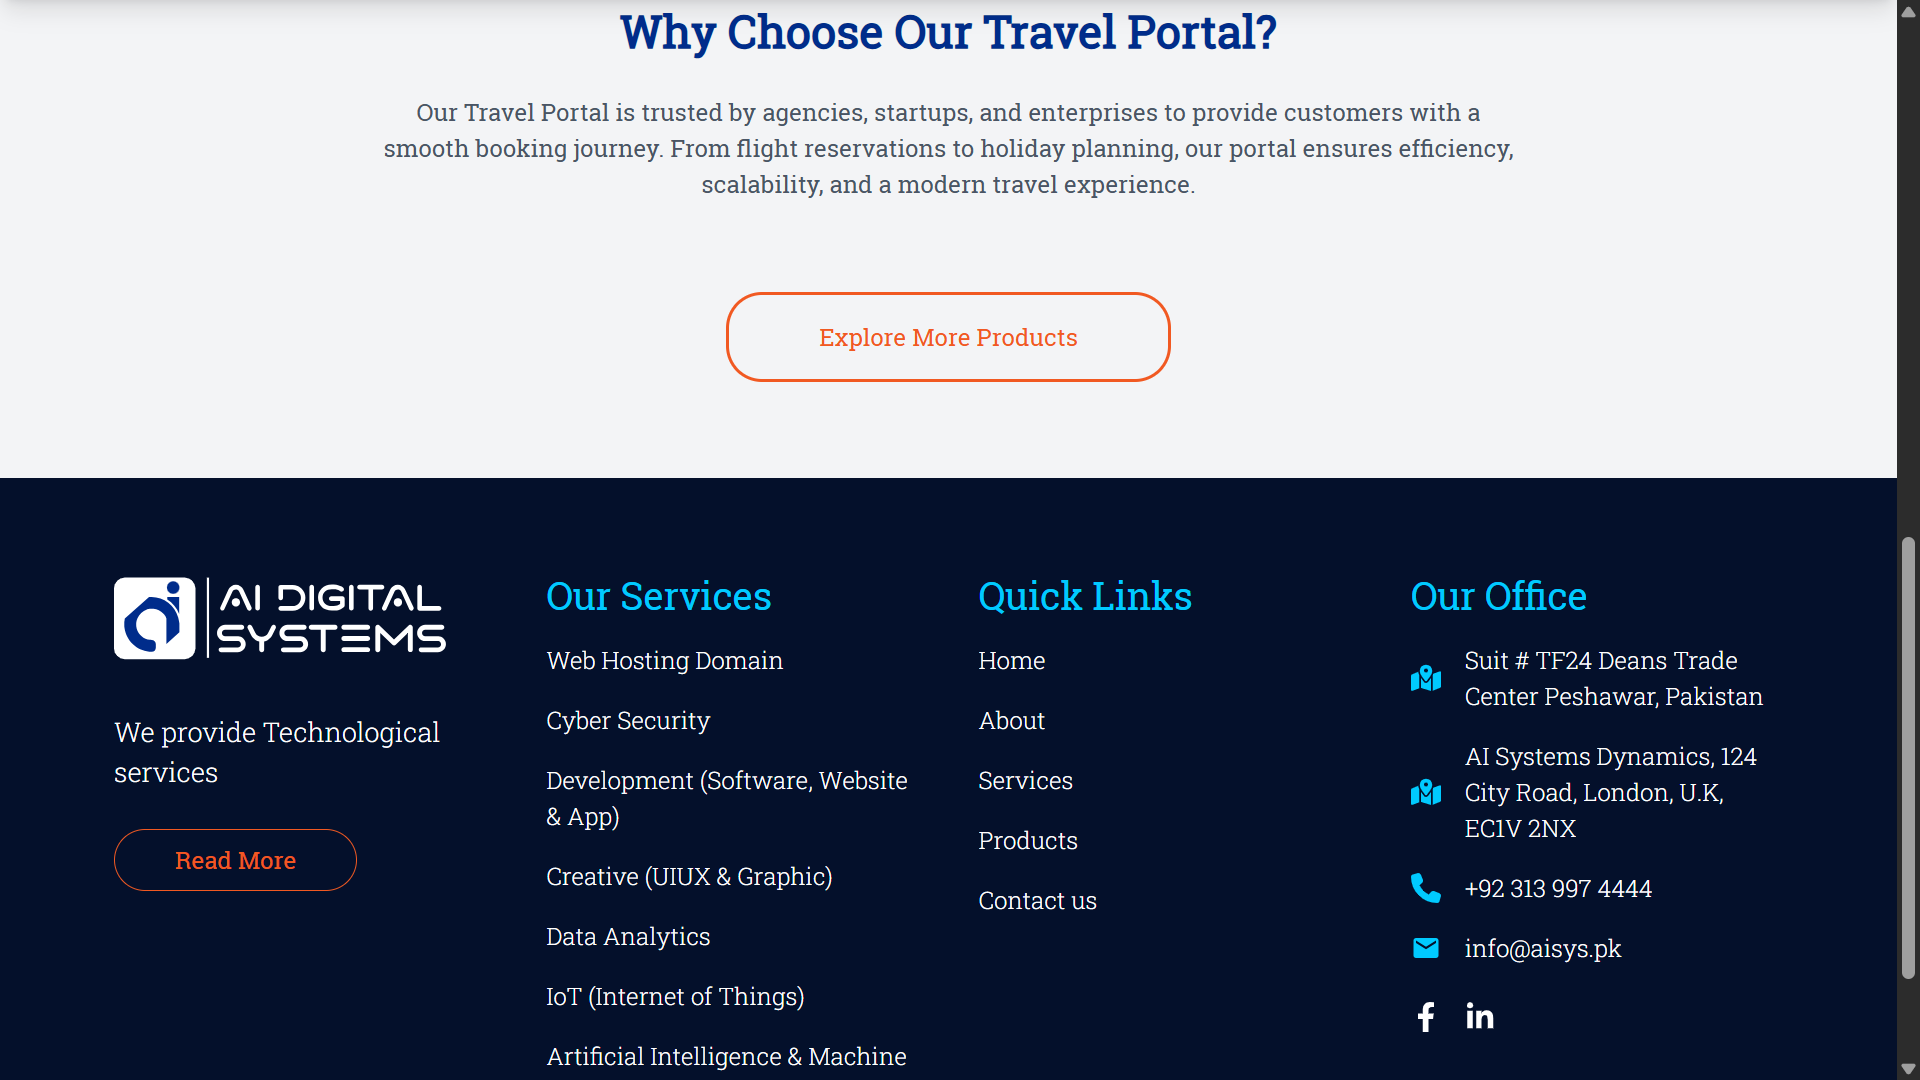 Why Choose Our Travel Portal?
Our Travel Portal is trusted by agencies, startups, and enterprises to provide customers with a
smooth booking journey. From flight reservations to holiday planning, our portal ensures efficiency,
scalability, and a modern travel experience.
Explore More Products
AI DIGITAL
SYSTEMS
We provide Technological
services
Read More
Our Services
Web Hosting Domain
Cyber Security
Development (Software, Website
& App)
Creative (UIUX & Graphic)
Data Analytics
IoT (Internet of Things)
Artificial Intelligence & Machine
Quick Links
Home
About
Services
Products
Contact us
Our Office
Suit # TF24 Deans Trade
Center Peshawar, Pakistan
AI Systems Dynamics, 124
City Road, London, U.K,
EC1V 2NX
+92 313 997 4444
info@aisys.pk